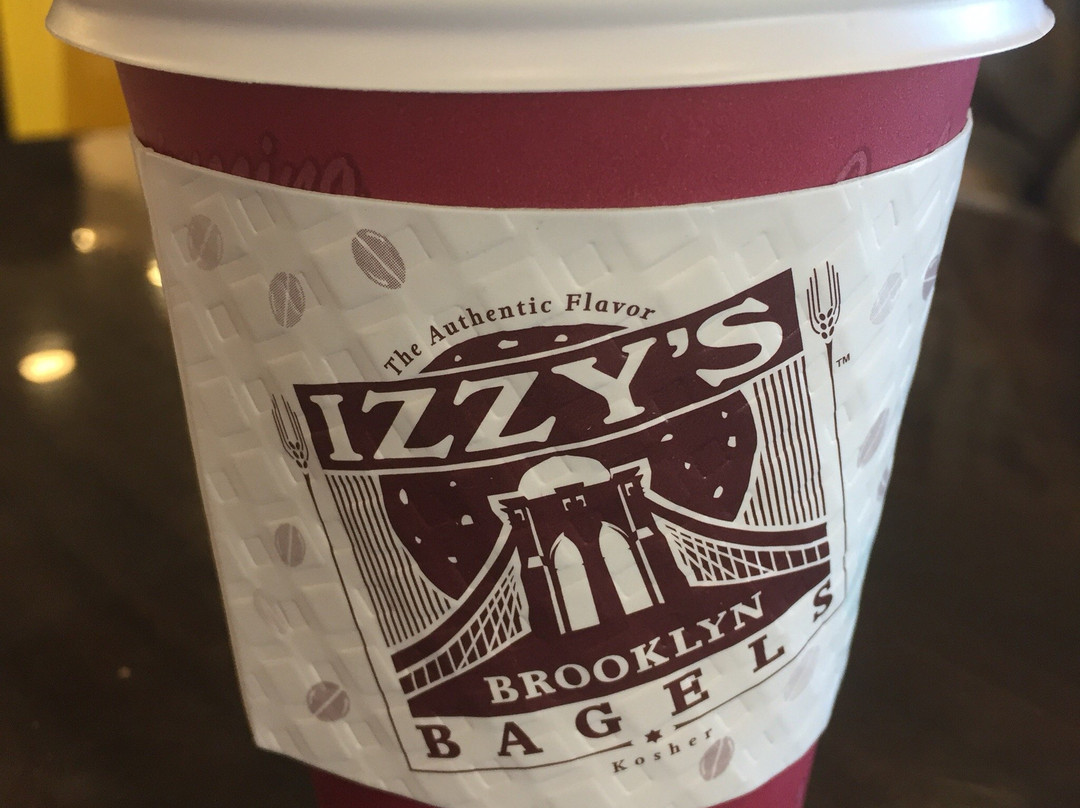 The Authentic Flavor
IZZY'S
TM
BROOKLYN
BAGELS
Kosher